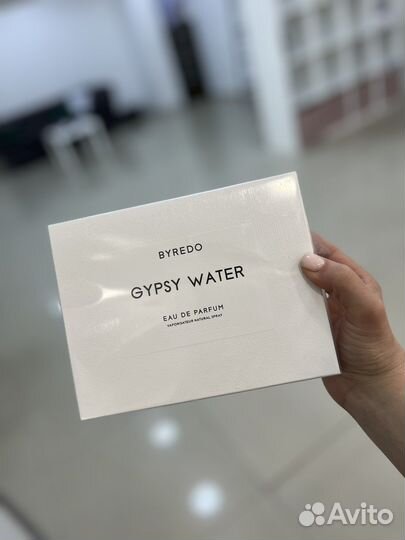 BYREDO
GYPSY WATER
EAU DE PARFUM
VAPORISATEUR NATURAL SPRAY
Avito